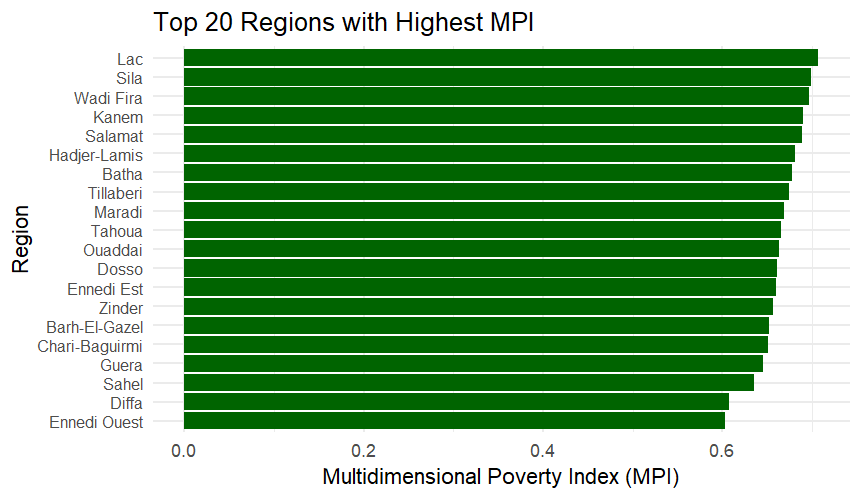 Top 20 Regions with Highest MPI
Region
Lac
Sila
Wadi Fira
Kanem
Salamat
Hadjer-Lamis
Batha
Tillaberi
Maradi
Tahoua
Ouaddai
Dosso
Ennedi Est
Zinder
Barh-El-Gazel
Chari-Baguirmi
Guera
Sahel
Diffa
Ennedi Ouest
0.0 0.2 0.4 0.6
Multidimensional Poverty Index (MPI)